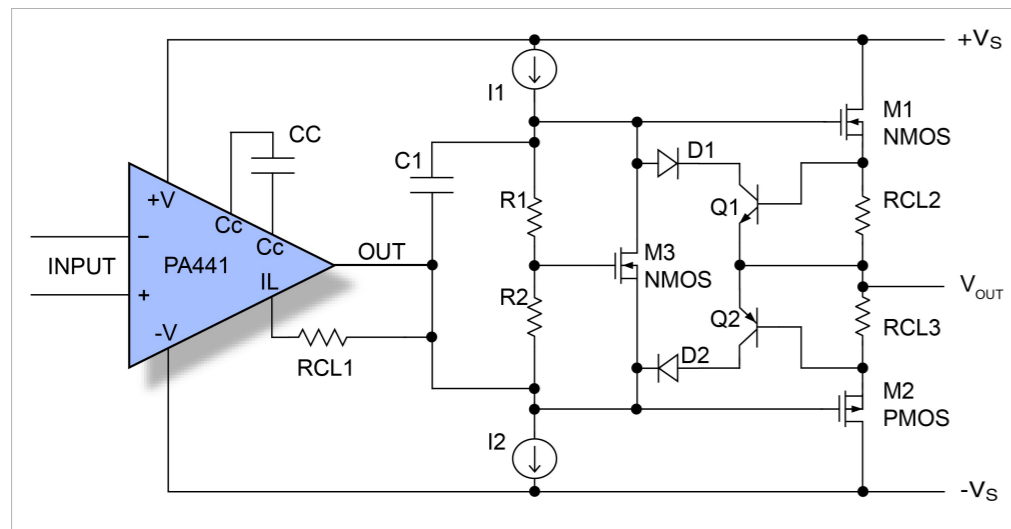 +Vs
I1
M1
NMOS
CC
C1
D1
+V
Cc
R1
Q1
RCL2
Cc
−
INPUT
PA441
OUT
M3
NMOS
+
IL
R2
VOUT
-V
Q2
RCL3
RCL1
D2
M2
PMOS
I2
-Vs